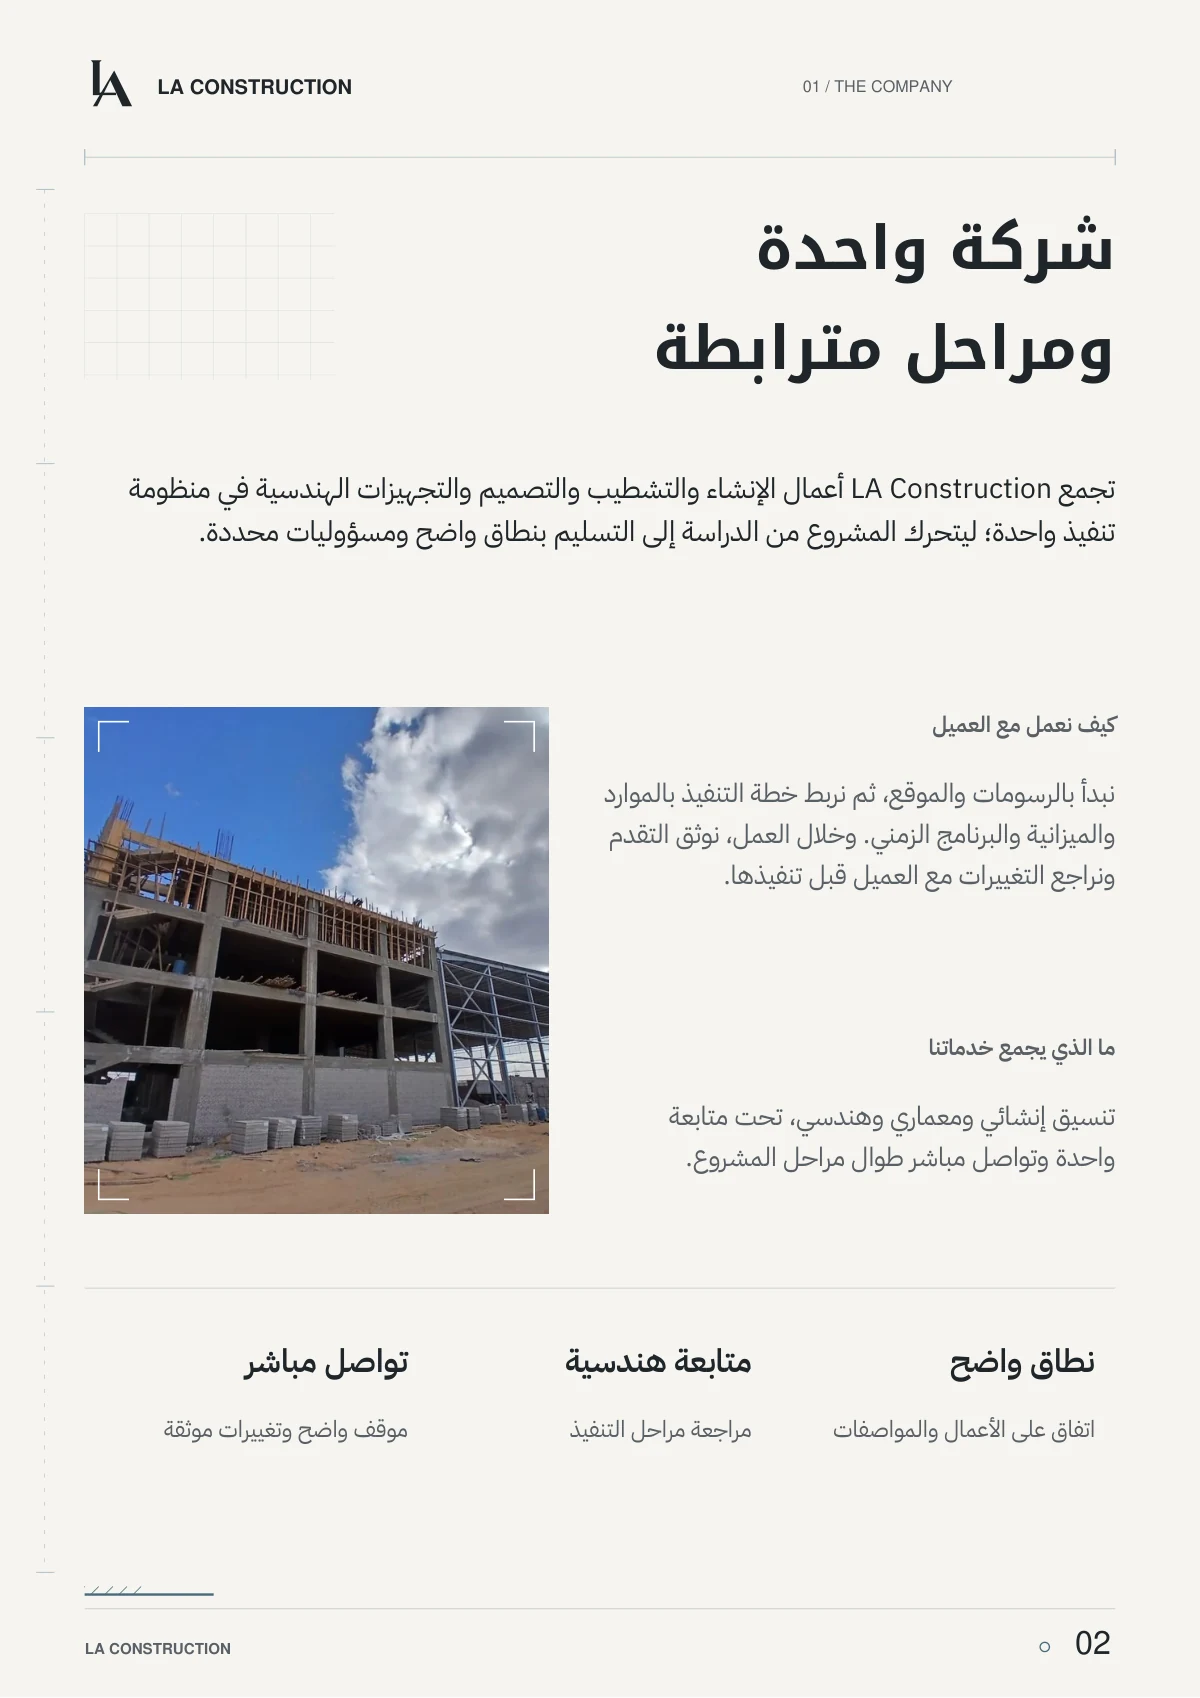 LA LA CONSTRUCTION
01 / THE COMPANY
شركة واحدة
ومراحل مترابطة
تجمع LA Construction أعمال الإنشاء والتشطيب والتصميم والتجهيزات الهندسية في منظومة
تنفيذ واحدة؛ ليتحرك المشروع من الدراسة إلى التسليم بنطاق واضح ومسؤوليات محددة.
كيف نعمل مع العميل
نبدأ بالرسومات والموقع، ثم نربط خطة التنفيذ بالموارد
والميزانية والبرنامج الزمني. وخلال العمل، نوثق التقدم
ونراجع التغييرات مع العميل قبل تنفيذها.
ما الذي يجمع خدماتنا
تنسيق إنشائي ومعماري وهندسي، تحت متابعة
واحدة وتواصل مباشر طوال مراحل المشروع.
نطاق واضح
اتفاق على الأعمال والمواصفات
متابعة هندسية
مراجعة مراحل التنفيذ
تواصل مباشر
موقف واضح وتغييرات موثقة
LA CONSTRUCTION
02